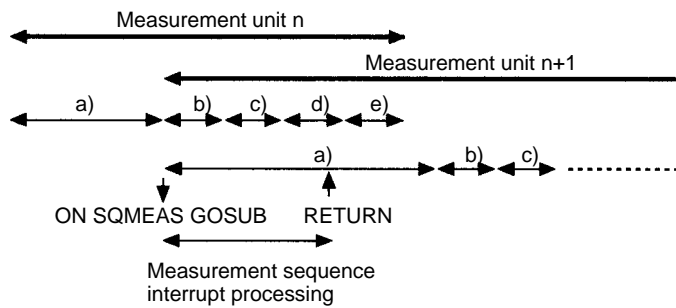 Measurement unit n
Measurement unit n+1
a) b) c) d) e)
a) b) c)
ON SQMEAS GOSUB RETURN
Measurement sequence
interrupt processing